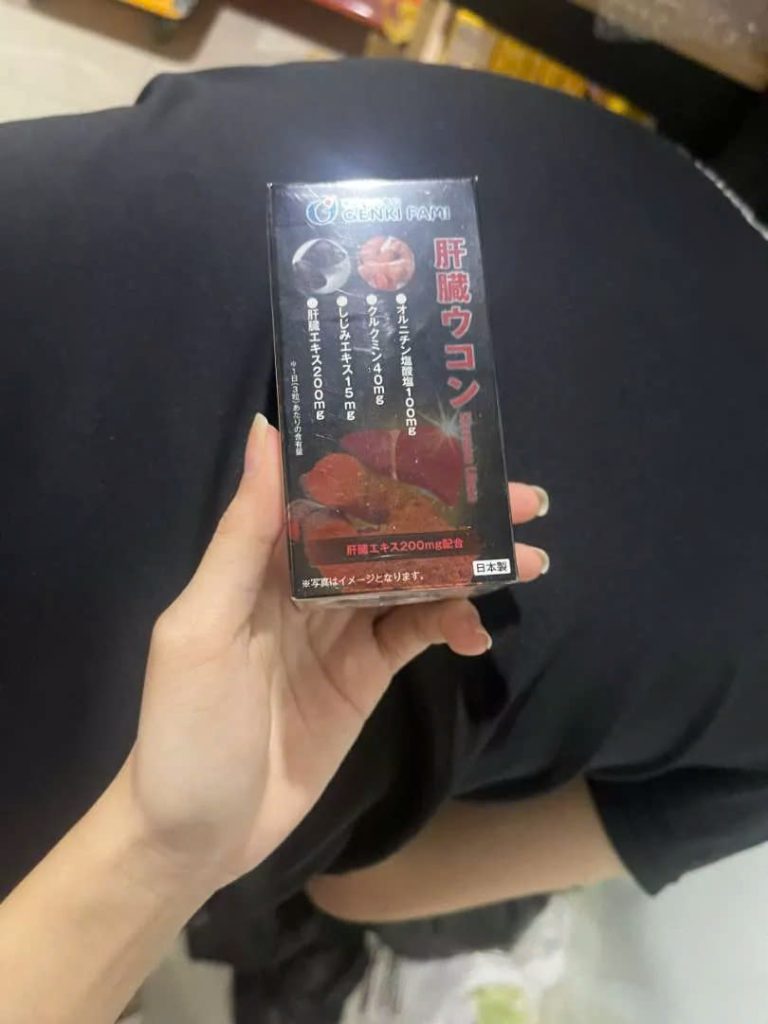 GENKI FAMI
肝臓ウコン
●オルニチン塩酸塩100mg
●クルクミン40mg
●しじみエキス15mg
●肝臓エキス200mg
※1日(3粒)あたりの含有量
肝臓エキス200mg配合
※写真はイメージとなります。
日本製